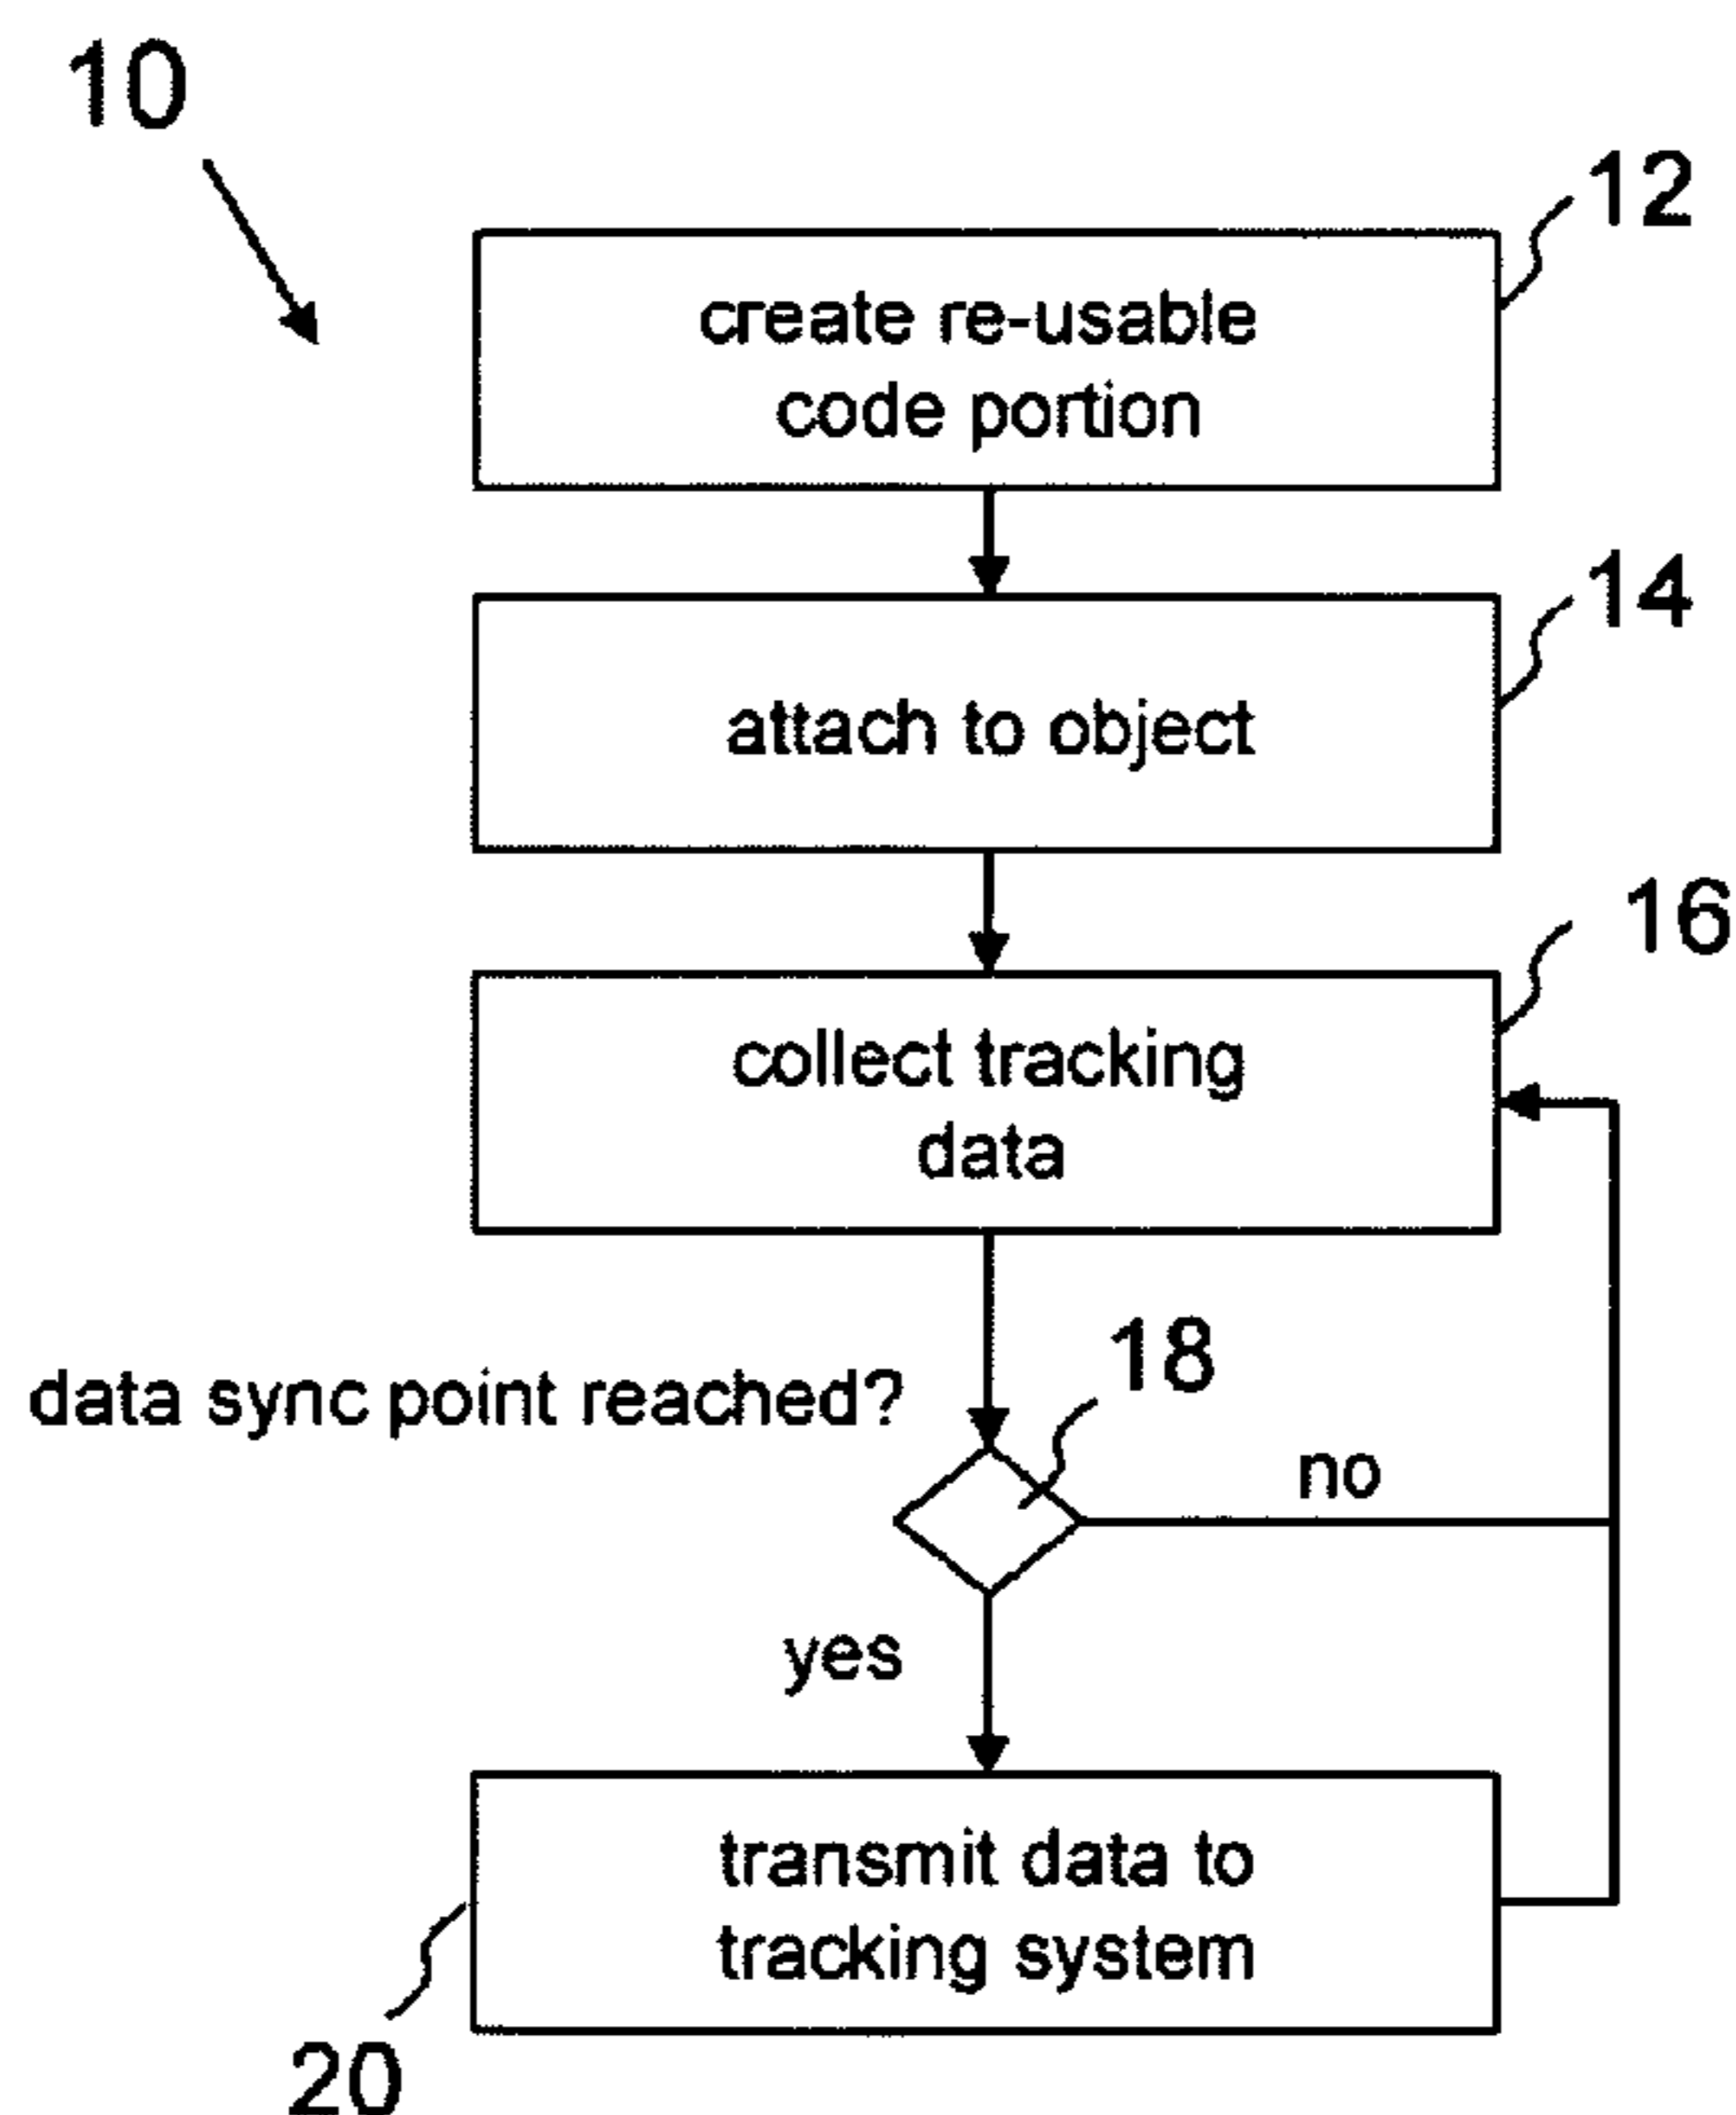 10
12
create re-usable
code portion
14
attach to object
16
collect tracking
data
18
data sync point reached?
no
yes
transmit data to
tracking system
20